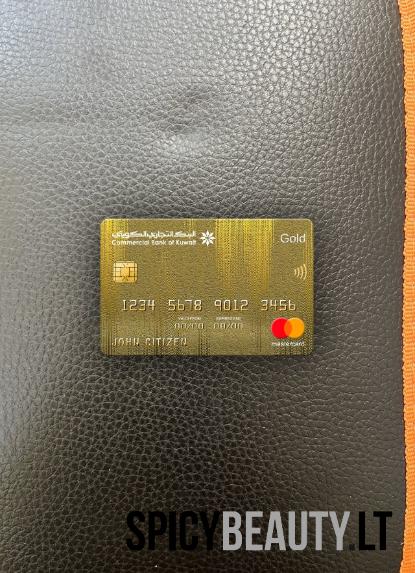 البنك التجاري الكويتي
Commercial Bank of Kuwait
Gold
1234 5678 9012 3456
00/00 00/00
JOHN CITIZEN
mastercard
SPICYBEAUTY.LT